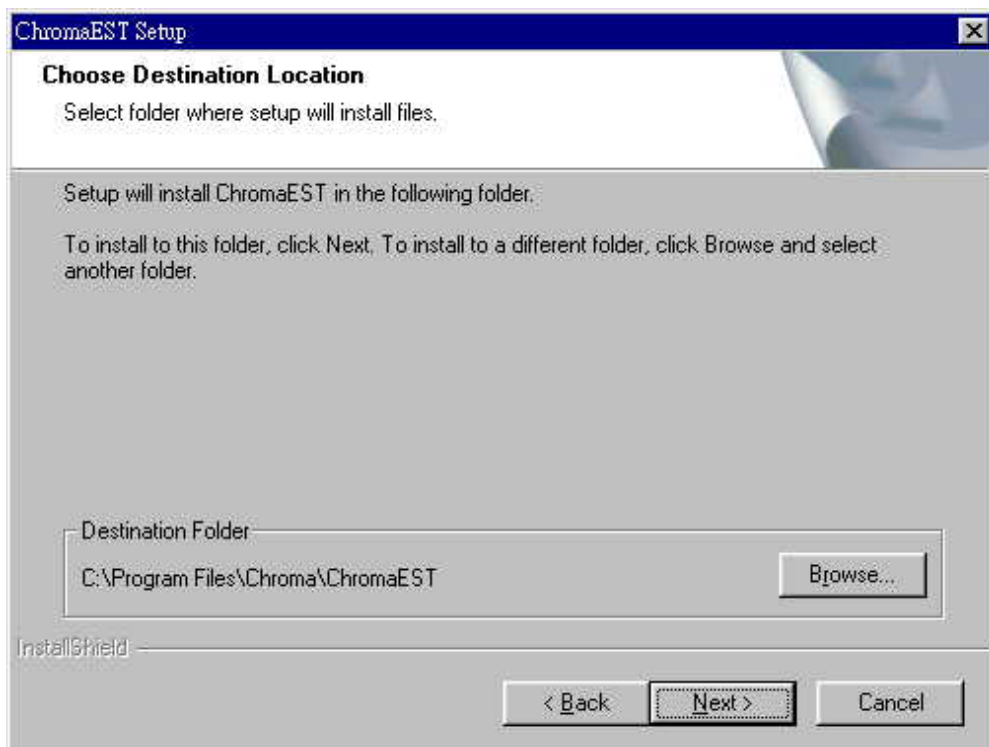 ChromaEST Setup
Choose Destination Location
Select folder where setup will install files.
Setup will install ChromaEST in the following folder.
To install to this folder, click Next. To install to a different folder, click Browse and select
another folder.
Destination Folder
C:\Program Files\Chroma\ChromaEST
Browse...
InstallShield
< Back
Next >
Cancel